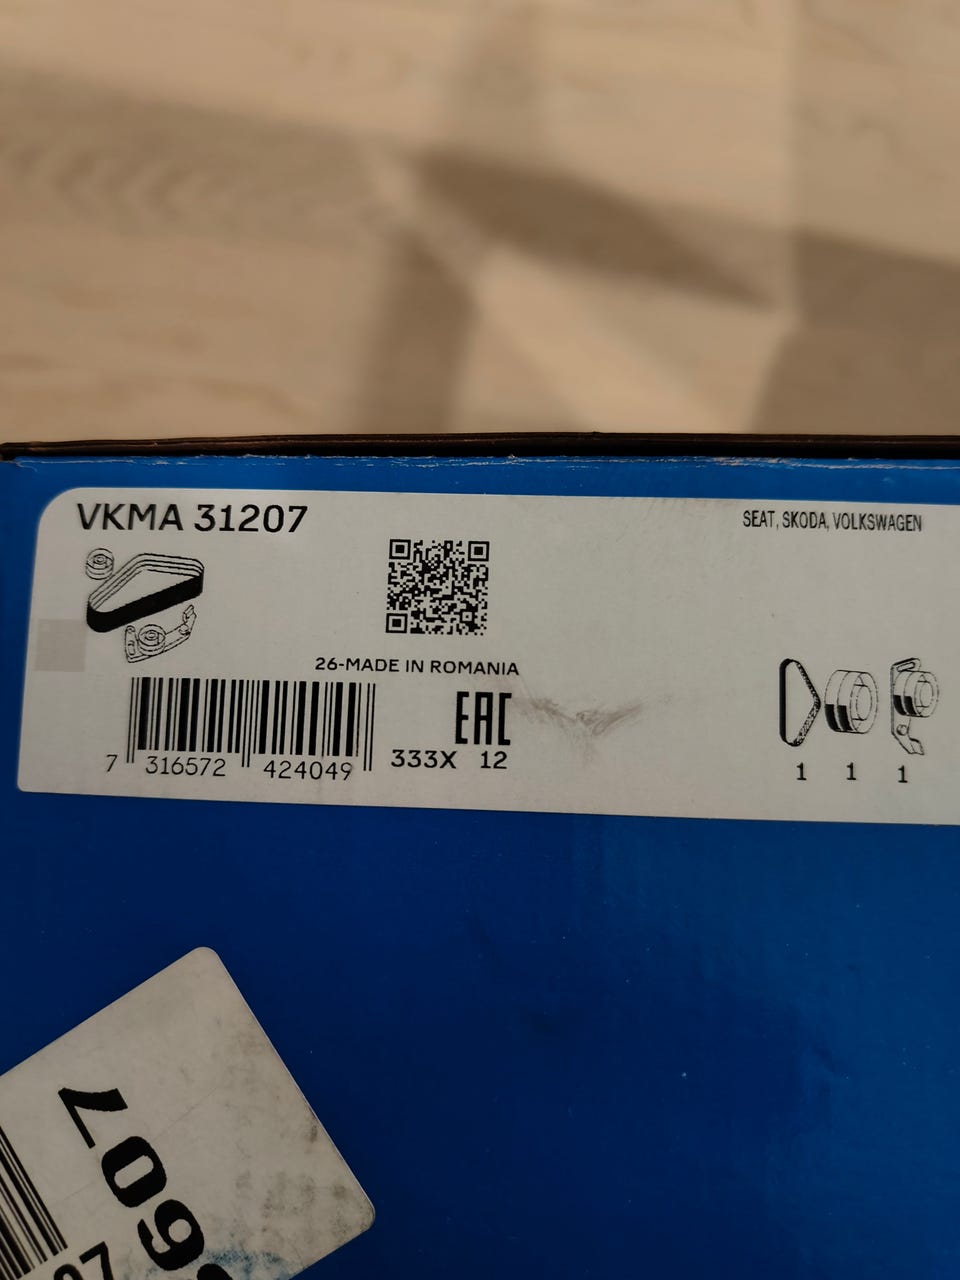 VKMA 31207
SEAT, SKODA, VOLKSWAGEN
26-MADE IN ROMANIA
EAC
333X 12
7 316572 424049
1 1 1
607
97